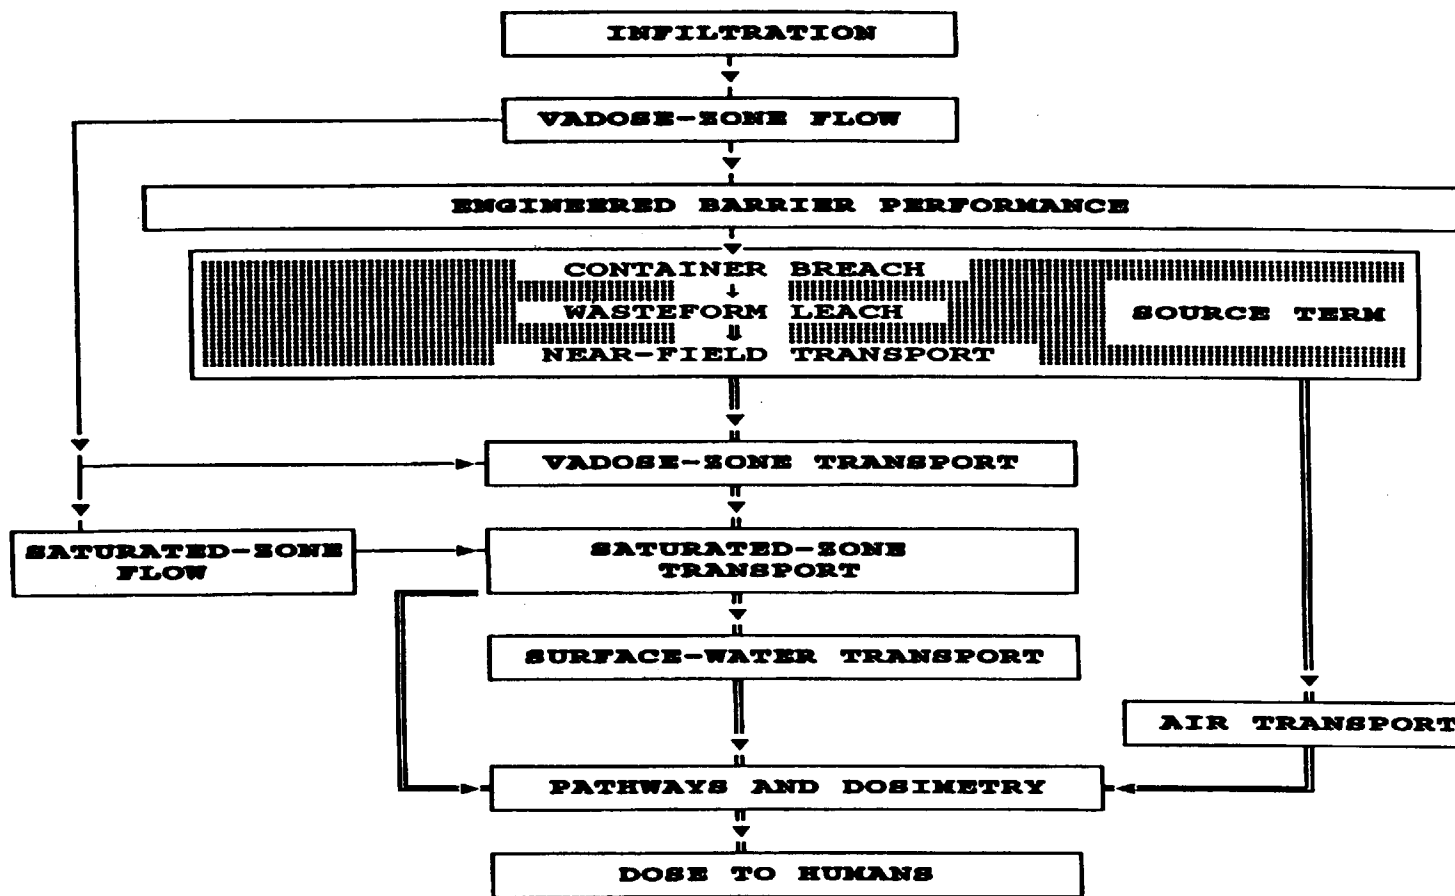 INFILTRATION
VADOSE-ZONE FLOW
ENGINEERED BARRIER PERFORMANCE
CONTAINER BREACH
WASTEFORM LEACH
SOURCE TERM
NEAR-FIELD TRANSPORT
VADOSE-ZONE TRANSPORT
SATURATED-ZONE
FLOW
SATURATED-ZONE
TRANSPORT
SURFACE-WATER TRANSPORT
AIR TRANSPORT
PATHWAYS AND DOSIMETRY
DOSE TO HUMANS